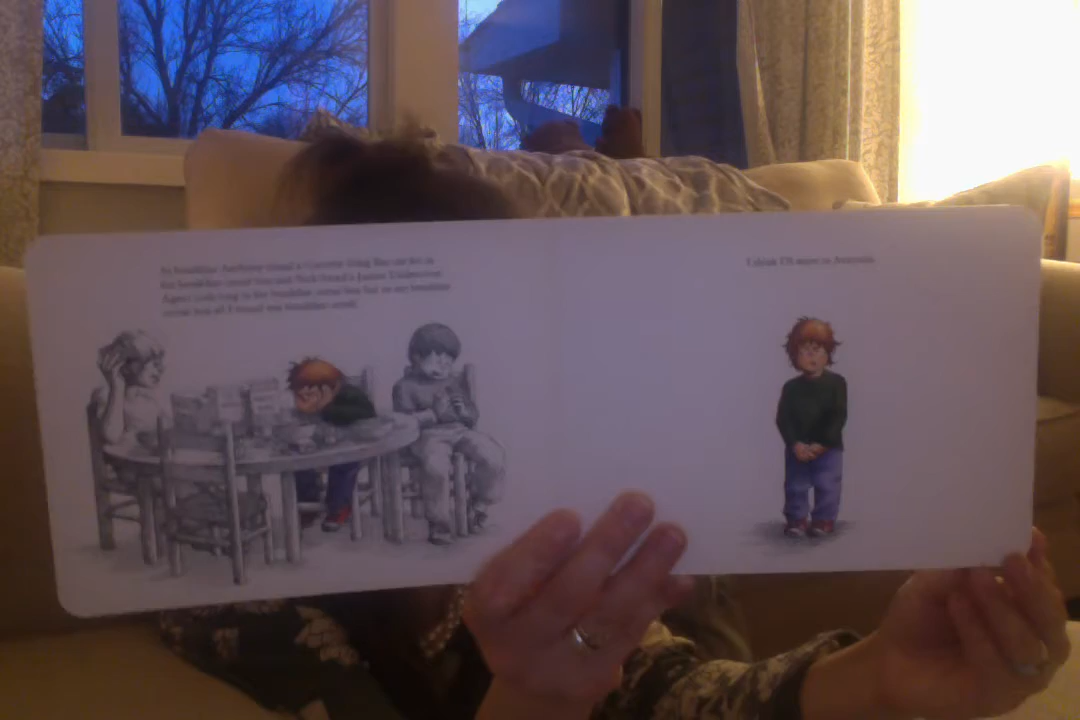 At breakfast Anthony found a Corvette Sting Ray car kit in
his breakfast cereal box and Nick found a Junior Undercover
Agent code ring in his breakfast cereal box but in my breakfast
cereal box all I found was breakfast cereal.
I think I'll move to Australia.